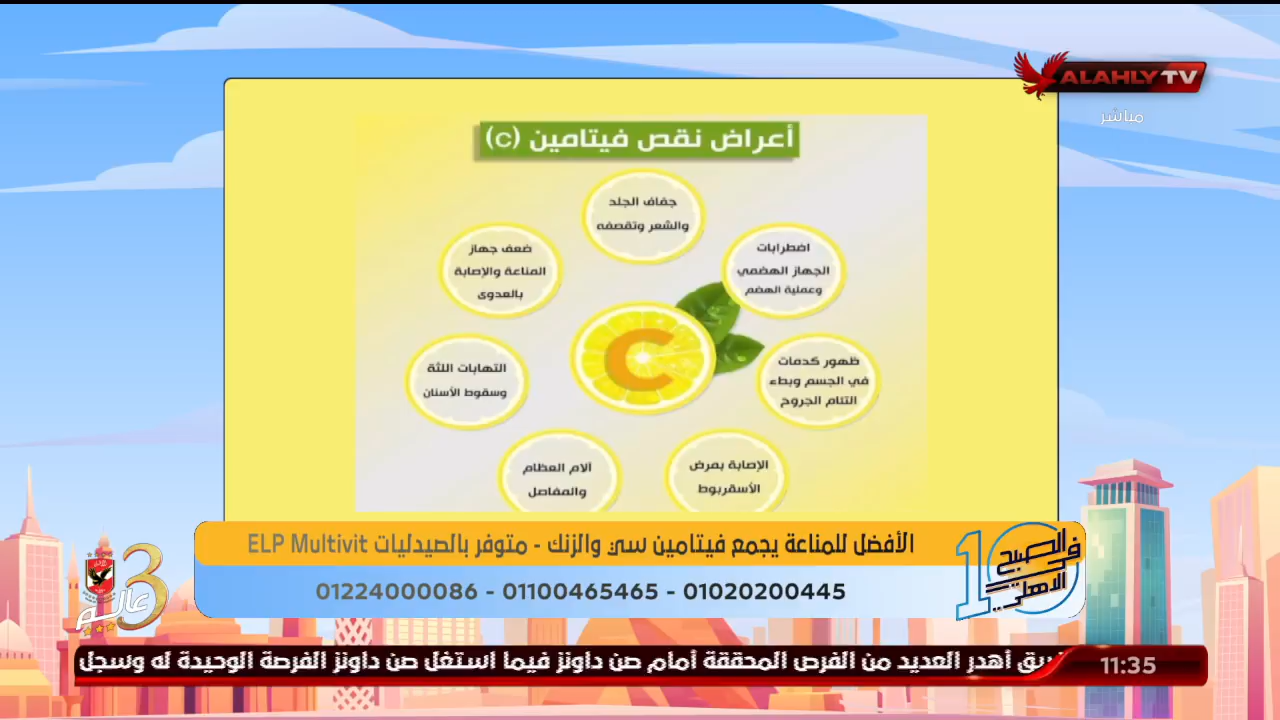 ALAHLY TV
مباشر
أعراض نقص فيتامين (c)
جفاف الجلد
والشعر وتقصفه
اضطرابات
الجهاز الهضمي
وعملية الهضم
ضعف جهاز
المناعة والإصابة
بالعدوى
C
ظهور كدمات
في الجسم وبطء
التئام الجروح
التهابات اللثة
وسقوط الأسنان
الإصابة بمرض
الأسقربوط
آلام العظام
والمفاصل
الأفضل للمناعة يجمع فيتامين سي والزنك - متوفر بالصيدليات ELP Multivit
01224000086 - 01100465465 - 01020200445
10
الصبح
في
الأهلي
3
عالم
11:35
يق أهدر العديد من الفرص المحققة أمام صن داونز فيما استغل صن داونز الفرصة الوحيدة له وسجل